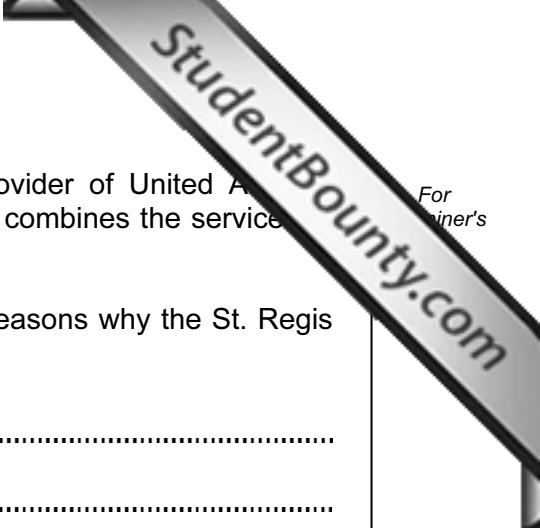 StudentBounty.com
ovider of United
For
combines the service
iner's
easons why the St. Regis